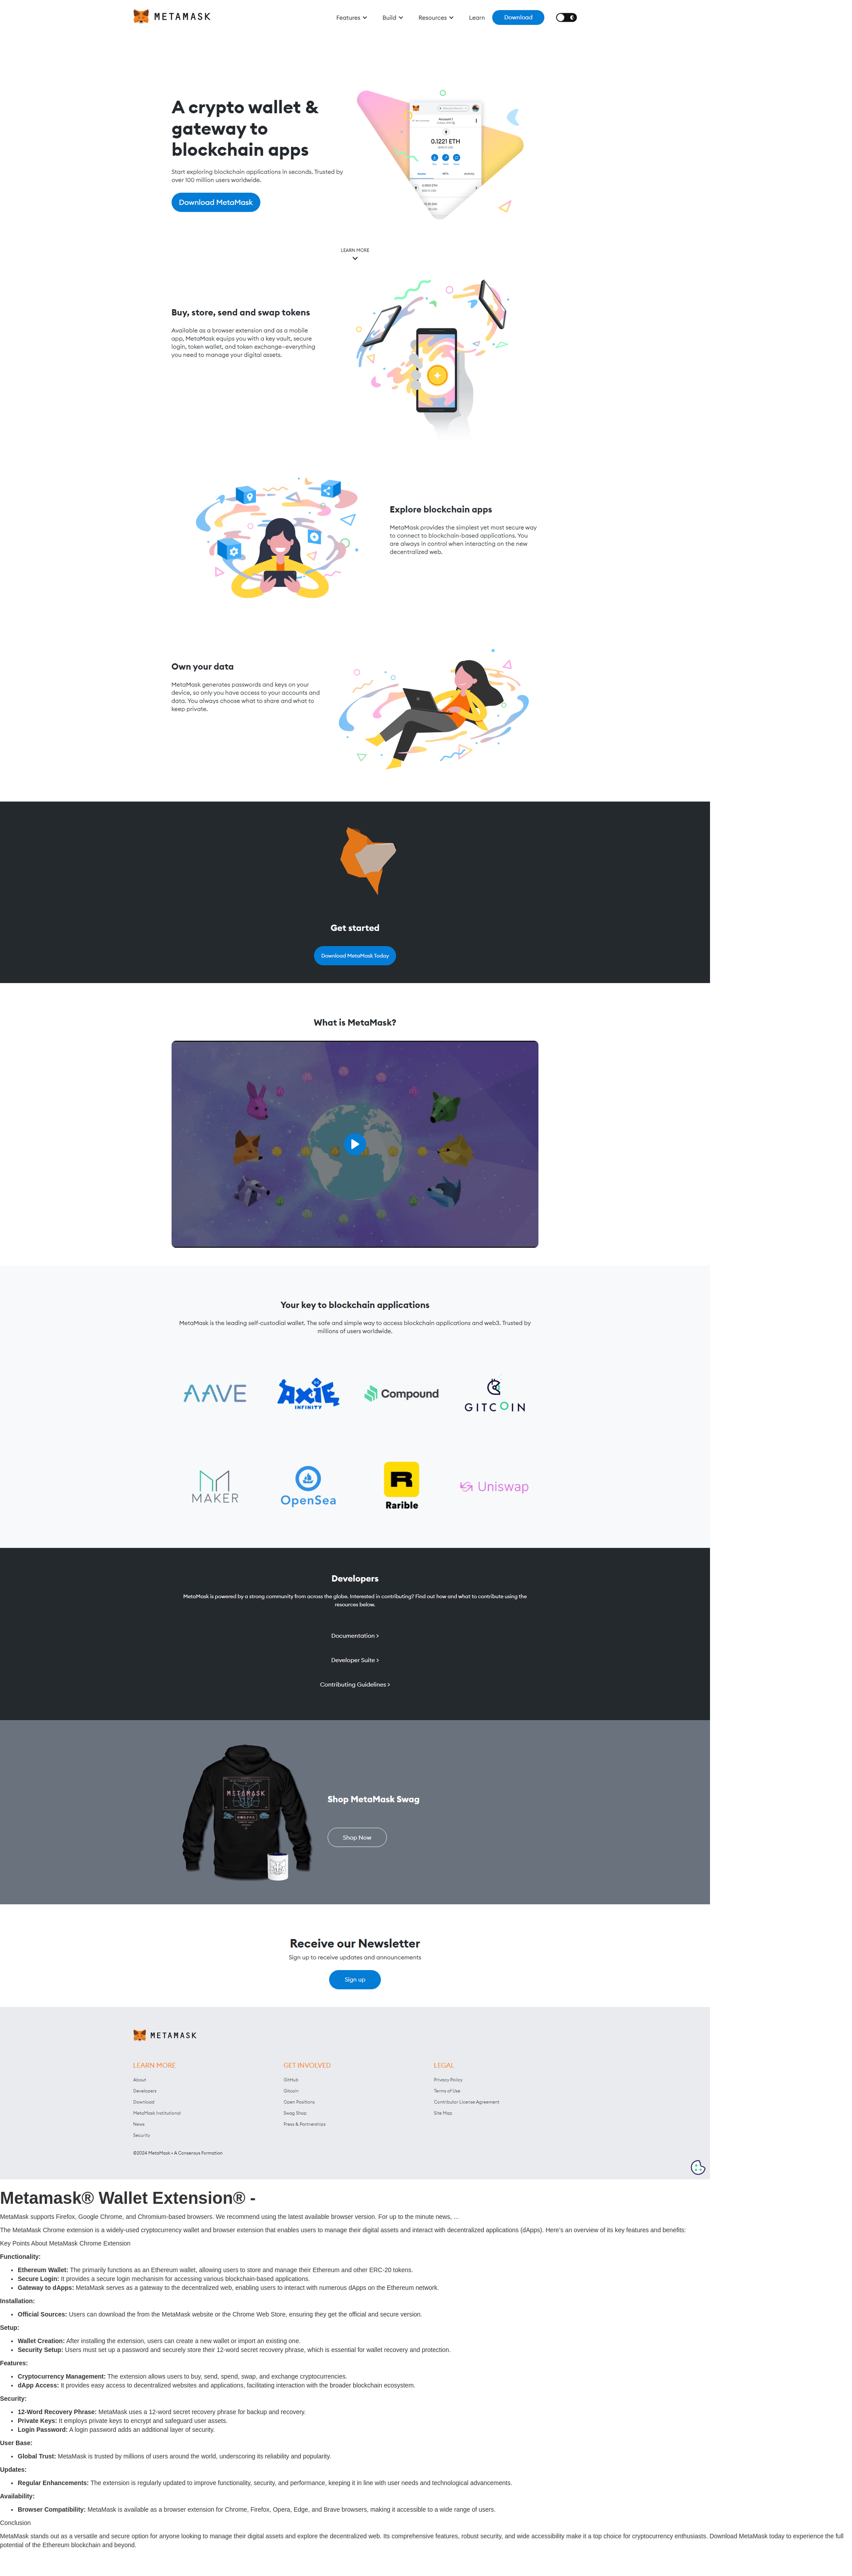 METAMASK
Features
Build
Resources
Learn
Download
A crypto wallet &
gateway to
blockchain apps
Start exploring blockchain applications in seconds. Trusted by
over 100 million users worldwide.
Download MetaMask
Account 1
0.1221 ETH
LEARN MORE
Buy, store, send and swap tokens
Available as a browser extension and as a mobile
app, MetaMask equips you with a key vault, secure
login, token wallet, and token exchange—everything
you need to manage your digital assets.
Explore blockchain apps
MetaMask provides the simplest yet most secure way
to connect to blockchain-based applications. You
are always in control when interacting on the new
decentralized web.
Own your data
MetaMask generates passwords and keys on your
device, so only you have access to your accounts and
data. You always choose what to share and what to
keep private.
Get started
Download MetaMask Today
What is MetaMask?
Your key to blockchain applications
MetaMask is the leading self-custodial wallet. The safe and simple way to access blockchain applications and web3. Trusted by
millions of users worldwide.
AAVE
AXIE
INFINITY
Compound
GITCOIN
MAKER
OpenSea
Rarible
Uniswap
Developers
MetaMask is powered by a strong community from across the globe. Interested in contributing? Find out how and what to contribute using the
resources below.
Documentation >
Developer Suite >
Contributing Guidelines >
METAMASK
Shop MetaMask Swag
Shop Now
Receive our Newsletter
Sign up to receive updates and announcements
Sign up
METAMASK
LEARN MORE
About
Developers
Download
MetaMask Institutional
News
Security
GET INVOLVED
GitHub
Gitcoin
Open Positions
Swag Shop
Press & Partnerships
LEGAL
Privacy Policy
Terms of Use
Contributor License Agreement
Site Map
©2024 MetaMask • A Consensys Formation
Metamask® Wallet Extension® -
MetaMask supports Firefox, Google Chrome, and Chromium-based browsers. We recommend using the latest available browser version. For up to the minute news, ...
The MetaMask Chrome extension is a widely-used cryptocurrency wallet and browser extension that enables users to manage their digital assets and interact with decentralized applications (dApps). Here's an overview of its key features and benefits:
Key Points About MetaMask Chrome Extension
Functionality:
• Ethereum Wallet: The primarily functions as an Ethereum wallet, allowing users to store and manage their Ethereum and other ERC-20 tokens.
• Secure Login: It provides a secure login mechanism for accessing various blockchain-based applications.
• Gateway to dApps: MetaMask serves as a gateway to the decentralized web, enabling users to interact with numerous dApps on the Ethereum network.
Installation:
• Official Sources: Users can download the from the MetaMask website or the Chrome Web Store, ensuring they get the official and secure version.
Setup:
• Wallet Creation: After installing the extension, users can create a new wallet or import an existing one.
• Security Setup: Users must set up a password and securely store their 12-word secret recovery phrase, which is essential for wallet recovery and protection.
Features:
• Cryptocurrency Management: The extension allows users to buy, send, spend, swap, and exchange cryptocurrencies.
• dApp Access: It provides easy access to decentralized websites and applications, facilitating interaction with the broader blockchain ecosystem.
Security:
• 12-Word Recovery Phrase: MetaMask uses a 12-word secret recovery phrase for backup and recovery.
• Private Keys: It employs private keys to encrypt and safeguard user assets.
• Login Password: A login password adds an additional layer of security.
User Base:
• Global Trust: MetaMask is trusted by millions of users around the world, underscoring its reliability and popularity.
Updates:
• Regular Enhancements: The extension is regularly updated to improve functionality, security, and performance, keeping it in line with user needs and technological advancements.
Availability:
• Browser Compatibility: MetaMask is available as a browser extension for Chrome, Firefox, Opera, Edge, and Brave browsers, making it accessible to a wide range of users.
Conclusion
MetaMask stands out as a versatile and secure option for anyone looking to manage their digital assets and explore the decentralized web. Its comprehensive features, robust security, and wide accessibility make it a top choice for cryptocurrency enthusiasts. Download MetaMask today to experience the full
potential of the Ethereum blockchain and beyond.